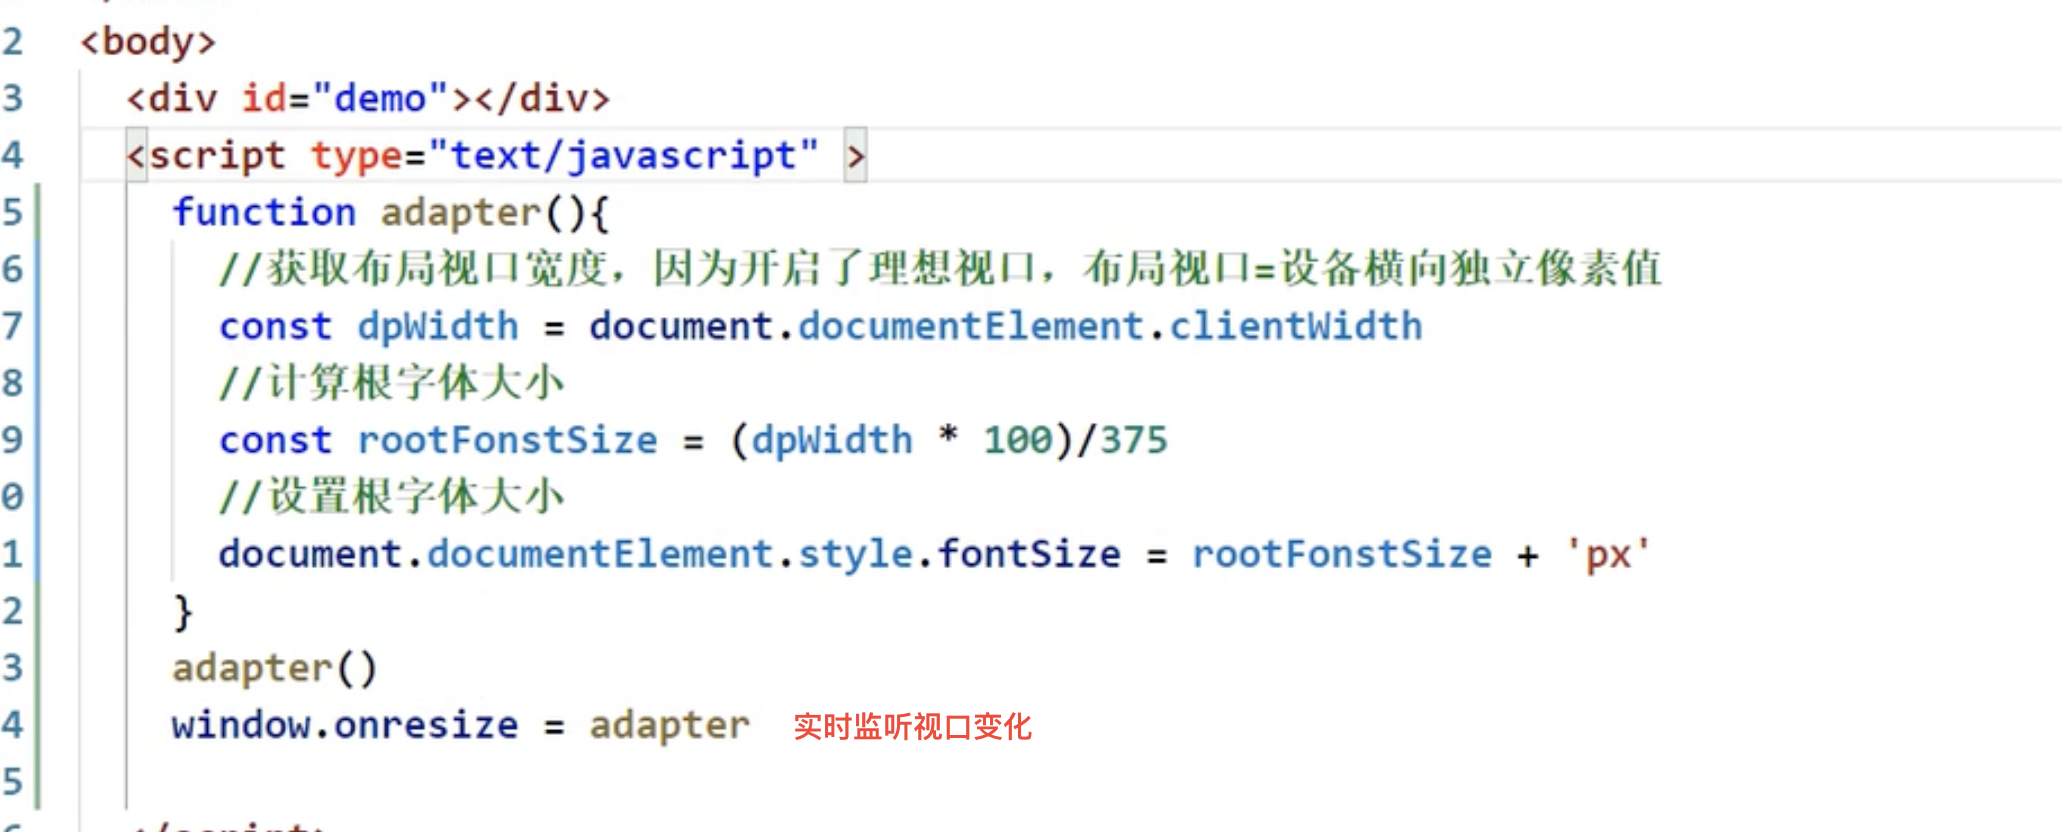 2 <body>
3 <div id="demo"></div>
4 <script type="text/javascript" >
5 function adapter(){
6 //获取布局视口宽度，因为开启了理想视口，布局视口=设备横向独立像素值
7 const dpWidth = document.documentElement.clientWidth
8 //计算根字体大小
9 const rootFonstSize = (dpWidth * 100)/375
0 //设置根字体大小
1 document.documentElement.style.fontSize = rootFonstSize + 'px'
2 }
3 adapter()
4 window.onresize = adapter 实时监听视口变化
5